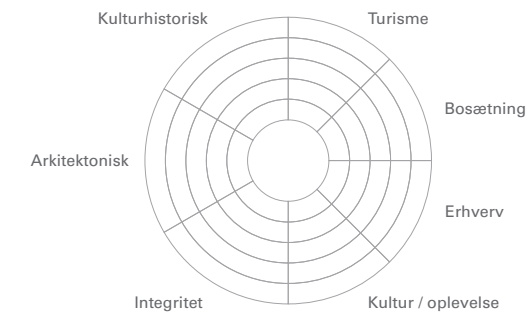 Kulturhistorisk
Turisme
Bosætning
Arkitektonisk
Erhverv
Integritet
Kultur / oplevelse